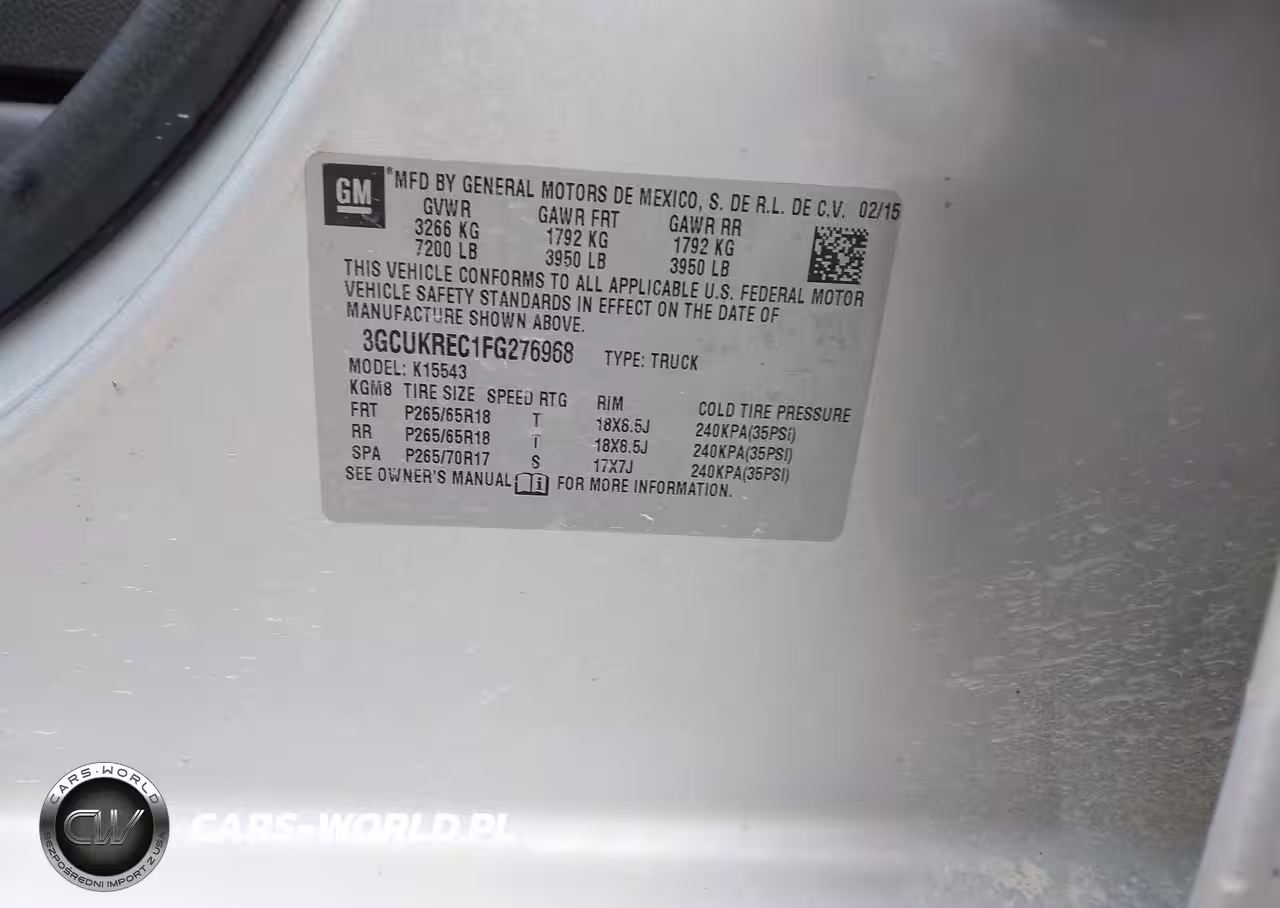 GM
®MFD BY GENERAL MOTORS DE MEXICO, S. DE R.L. DE C.V. 02/15
GVWR GAWR FRT GAWR RR
3266 KG 1792 KG 1792 KG
7200 LB 3950 LB 3950 LB
THIS VEHICLE CONFORMS TO ALL APPLICABLE U.S. FEDERAL MOTOR
VEHICLE SAFETY STANDARDS IN EFFECT ON THE DATE OF
MANUFACTURE SHOWN ABOVE.
3GCUKREC1FG276968 TYPE: TRUCK
MODEL: K15543
KGM8 TIRE SIZE SPEED RTG RIM COLD TIRE PRESSURE
FRT P265/65R18 T 18X8.5J 240KPA(35PSI)
RR P265/65R18 T 18X8.5J 240KPA(35PSI)
SPA P265/70R17 S 17X7J 240KPA(35PSI)
SEE OWNER'S MANUAL FOR MORE INFORMATION.
CARS-WORLD
CW
BEZPOŚREDNI IMPORT Z USA
CARS-WORLD.PL